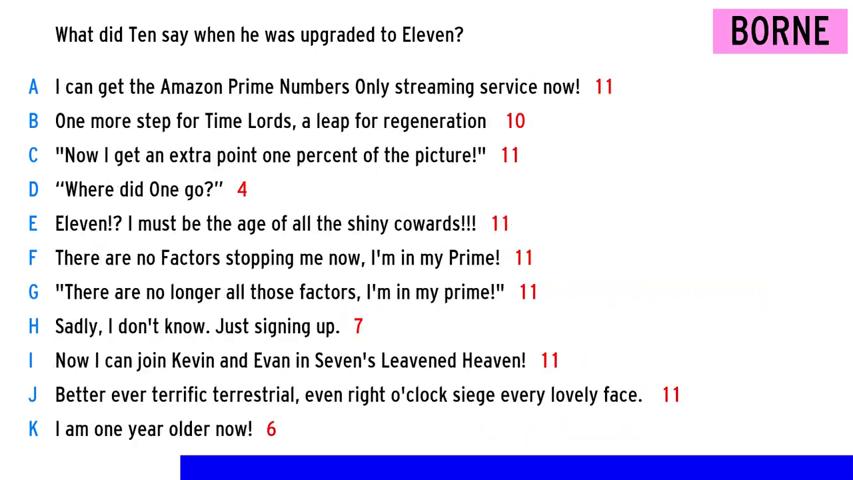 What did Ten say when he was upgraded to Eleven?
BORNE
A I can get the Amazon Prime Numbers Only streaming service now! 11
B One more step for Time Lords, a leap for regeneration 10
C "Now I get an extra point one percent of the picture!" 11
D “Where did One go?” 4
E Eleven!? I must be the age of all the shiny cowards!!! 11
F There are no Factors stopping me now, I'm in my Prime! 11
G "There are no longer all those factors, I'm in my prime!" 11
H Sadly, I don't know. Just signing up. 7
I Now I can join Kevin and Evan in Seven's Leavened Heaven! 11
J Better ever terrific terrestrial, even right o'clock siege every lovely face. 11
K I am one year older now! 6